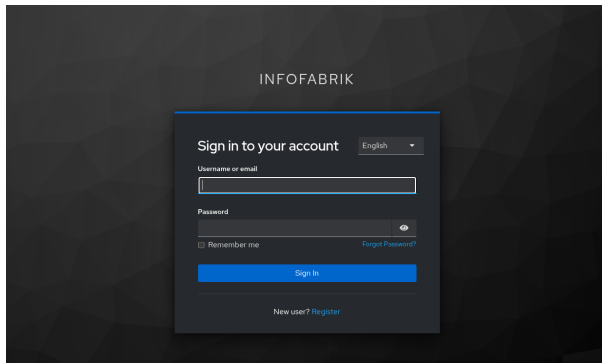 INFOFABRIK
Sign in to your account
English
Username or email
Password
Remember me
Forgot Password?
Sign In
New user? Register